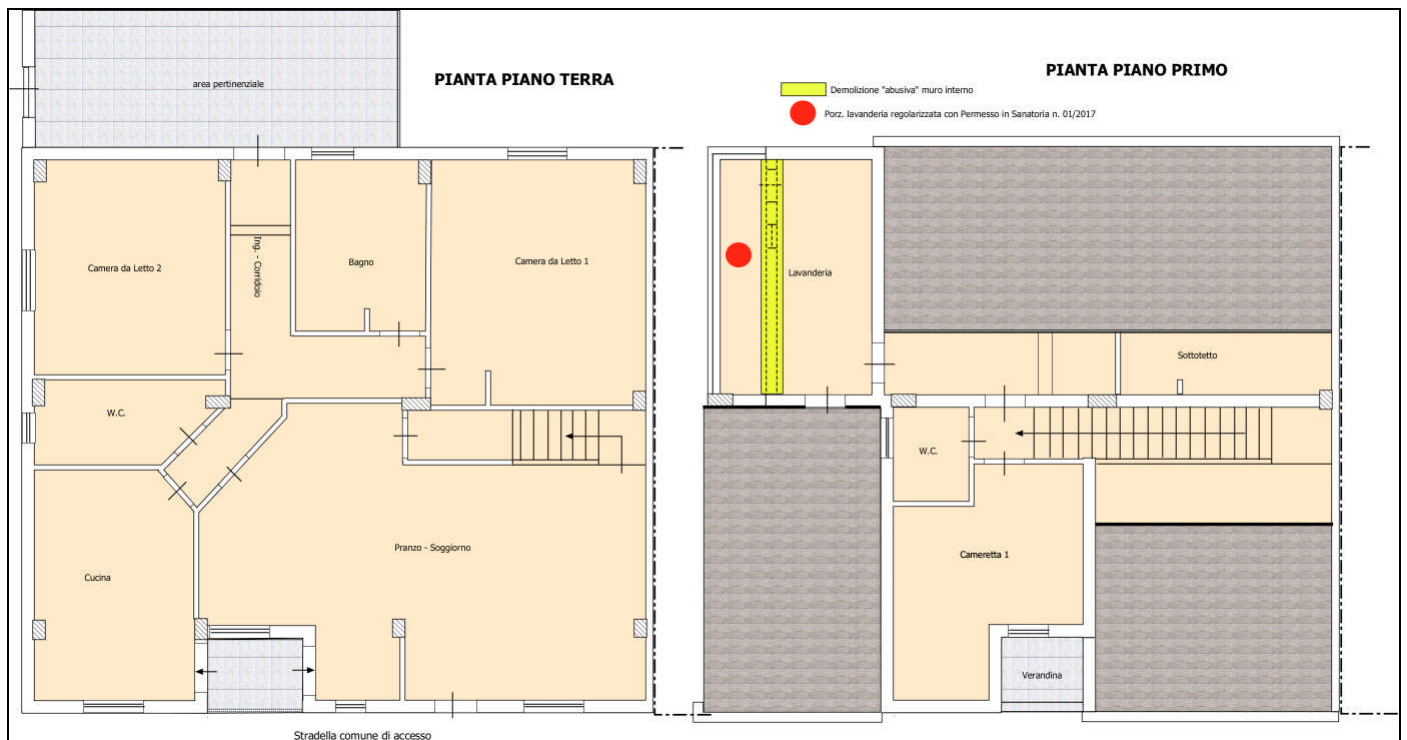 PIANTA PIANO TERRA
area pertinenziale
Camera da Letto 2
Ing. - Corridoio
Bagno
Camera da Letto 1
W.C.
Pranzo - Soggiorno
Cucina
Stradella comune di accesso
PIANTA PIANO PRIMO
Demolizione "abusiva" muro interno
Porz. lavanderia regolarizzata con Permesso in Sanatoria n. 01/2017
Lavanderia
Sottotetto
W.C.
Cameretta 1
Verandina